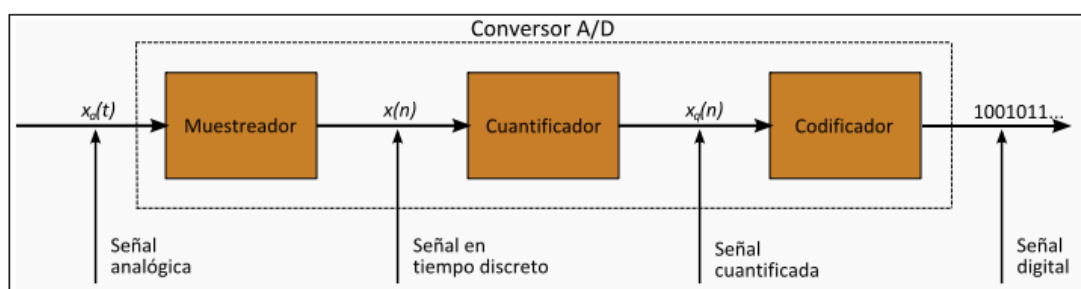 Conversor A/D
xa(t)
Muestreador
x(n)
Cuantificador
xq(n)
Codificador
1001011...
Señal
analógica
Señal en
tiempo discreto
Señal
cuantificada
Señal
digital